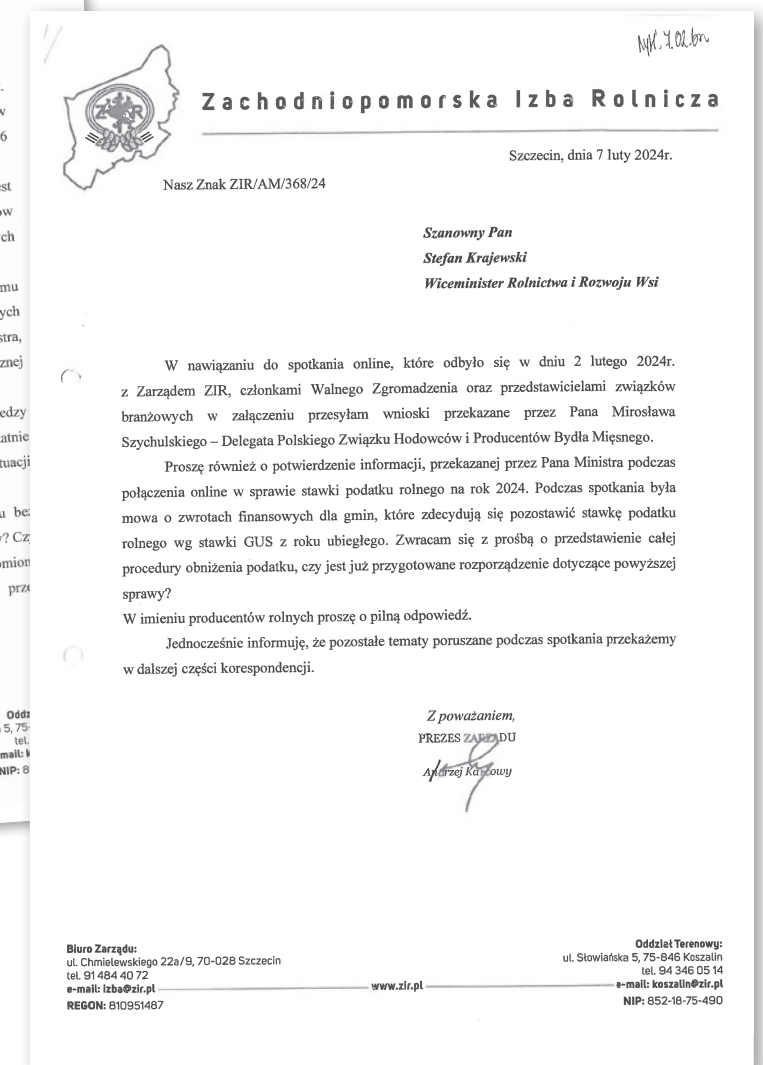 wyk. 7.02.bn
Zachodniopomorska Izba Rolnicza
Z R
Szczecin, dnia 7 luty 2024r.
Nasz Znak ZIR/AM/368/24
Szanowny Pan
Stefan Krajewski
Wiceminister Rolnictwa i Rozwoju Wsi
W nawiązaniu do spotkania online, które odbyło się w dniu 2 lutego 2024r.
z Zarządem ZIR, członkami Walnego Zgromadzenia oraz przedstawicielami związków
branżowych w załączeniu przesyłam wnioski przekazane przez Pana Mirosława
Szychulskiego – Delegata Polskiego Związku Hodowców i Producentów Bydła Mięsnego.
Proszę również o potwierdzenie informacji, przekazanej przez Pana Ministra podczas
połączenia online w sprawie stawki podatku rolnego na rok 2024. Podczas spotkania była
mowa o zwrotach finansowych dla gmin, które zdecydują się pozostawić stawkę podatku
rolnego wg stawki GUS z roku ubiegłego. Zwracam się z prośbą o przedstawienie całej
procedury obniżenia podatku, czy jest już przygotowane rozporządzenie dotyczące powyższej
sprawy?
W imieniu producentów rolnych proszę o pilną odpowiedź.
Jednocześnie informuję, że pozostałe tematy poruszane podczas spotkania przekażemy
w dalszej części korespondencji.
Z poważaniem,
PREZES ZARZĄDU
Andrzej Karbowy
Biuro Zarządu:
ul. Chmielewskiego 22a/9, 70-028 Szczecin
tel. 91 484 40 72
e-mail: izba@zir.pl
REGON: 810951487
www.zir.pl
Oddział Terenowy:
ul. Słowiańska 5, 75-846 Koszalin
tel. 94 346 05 14
e-mail: koszalin@zir.pl
NIP: 852-18-75-490